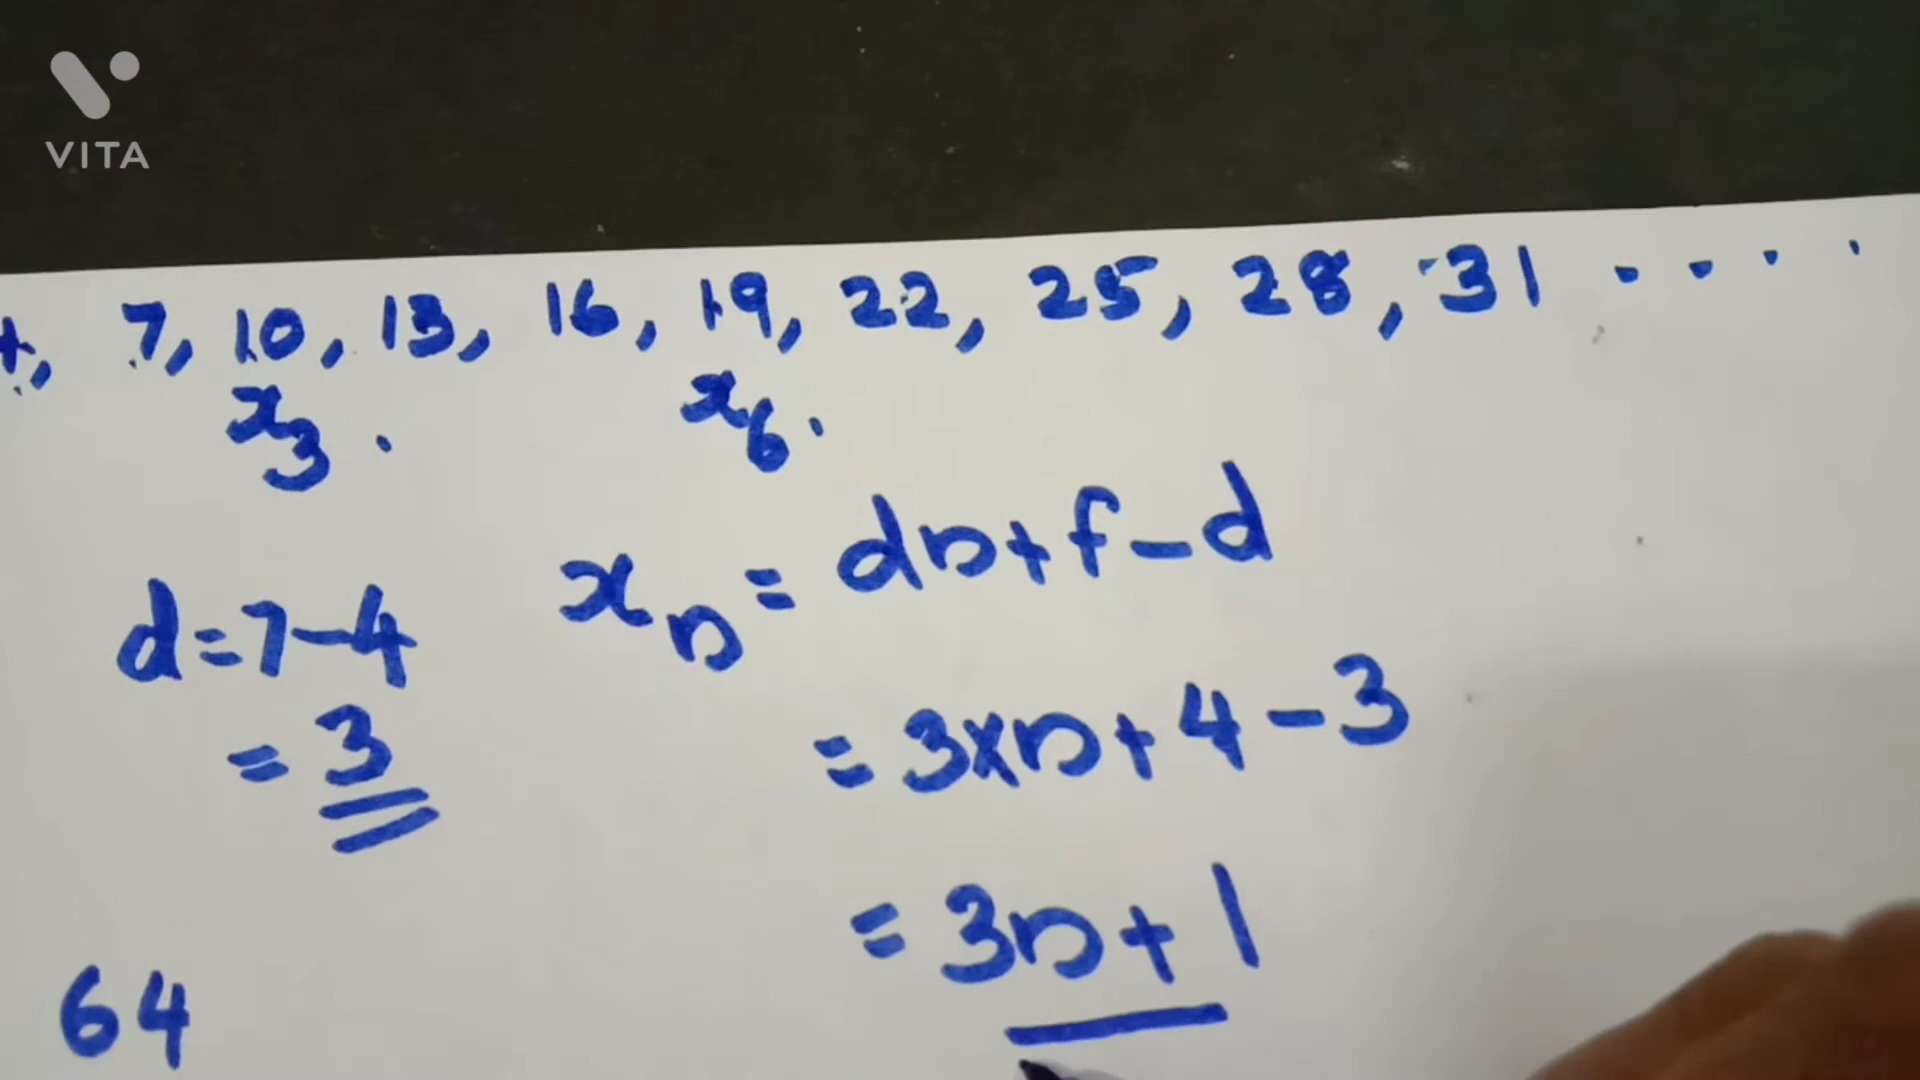 VITA
4, 7, 10, 13, 16, 19, 22, 25, 28, 31 ....
x₃. x₆.
xₙ = dn+f-d
d=7-4
= 3xn+4-3
= 3
= 3n+1
64